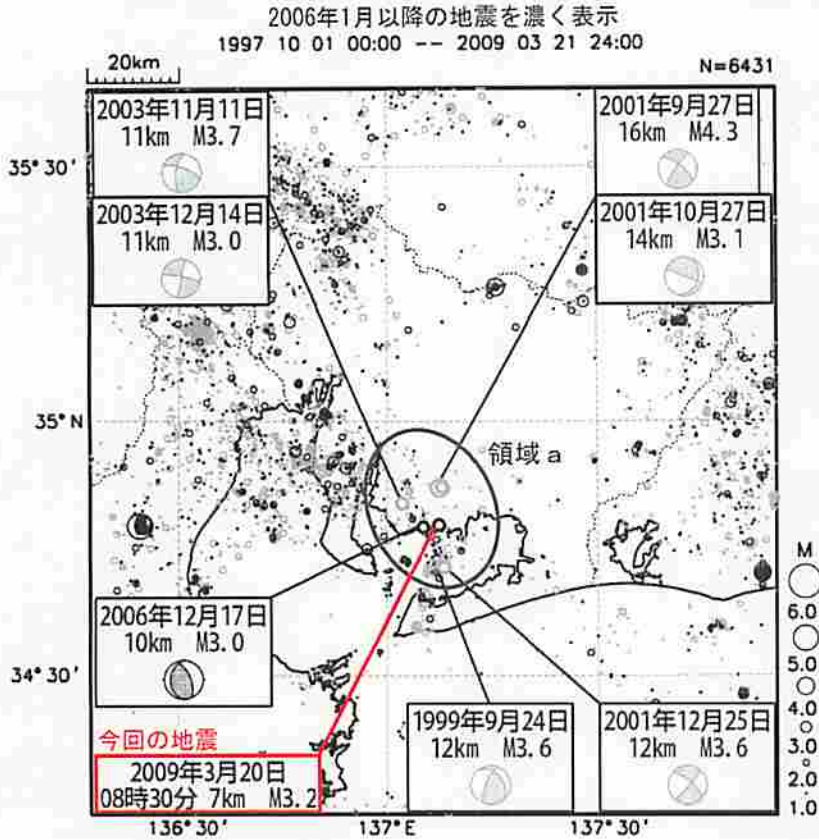 2006年1月以降の地震を濃く表示
1997 10 01 00:00 -- 2009 03 21 24:00
20km
N=6431
2003年11月11日
11km M3.7
2001年9月27日
16km M4.3
35°30′
2003年12月14日
11km M3.0
2001年10月27日
14km M3.1
35°N
領域a
2006年12月17日
10km M3.0
34°30′
今回の地震
2009年3月20日
08時30分 7km M3.2
1999年9月24日
12km M3.6
2001年12月25日
12km M3.6
M
6.0
5.0
4.0
3.0
2.0
1.0
136°30′
137°E
137°30′